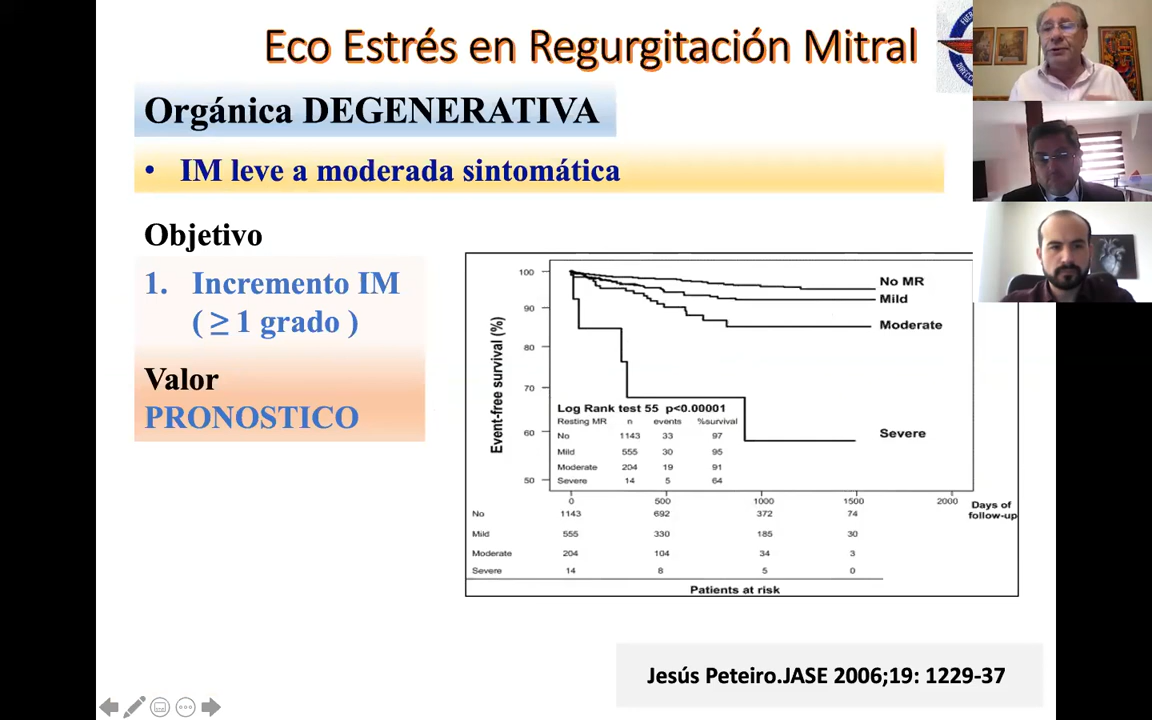 Eco Estrés en Regurgitación Mitral
FUER
DIRECC
Orgánica DEGENERATIVA
• IM leve a moderada sintomática
Objetivo
1. Incremento IM
( ≥ 1 grado )
Valor
PRONOSTICO
Event-free survival (%)
100
90
80
70
60
50
No MR
Mild
Moderate
Severe
Log Rank test 55 p<0.00001
Resting MR n events %survival
No 1143 33 97
Mild 555 30 95
Moderate 204 19 91
Severe 14 5 64
0 500 1000 1500 2000
Days of
follow-up
No 1143 692 372 74
Mild 555 330 185 30
Moderate 204 104 34 3
Severe 14 8 5 0
Patients at risk
Jesús Peteiro.JASE 2006;19: 1229-37